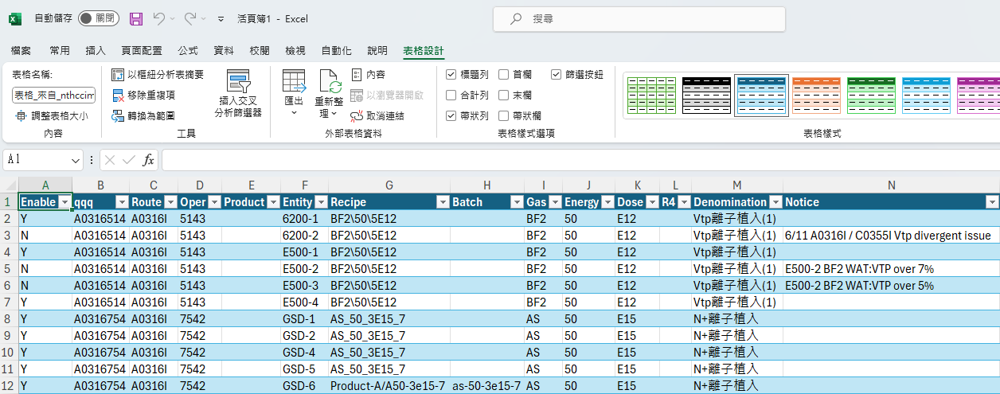 自動儲存 關閉 活頁簿1 - Excel 搜尋
檔案 常用 插入 頁面配置 公式 資料 校閱 檢視 自動化 說明 表格設計
表格名稱:
表格_來自_nthccim
調整表格大小
內容
以樞紐分析表摘要
移除重複項
轉換為範圍
插入交叉
分析篩選器
工具
匯出
重新整
理
內容
以瀏覽器開啟
取消連結
外部表格資料
標題列 首欄 篩選按鈕
合計列 末欄
帶狀列 帶狀欄
表格樣式選項
表格樣式
A1 fx
A B C D E F G H I J K L M N
1 Enable qqq Route Oper Product Entity Recipe Batch Gas Energy Dose R4 Denomination Notice
2 Y A0316514 A0316I 5143 6200-1 BF2\50\5E12 BF2 50 E12 Vtp離子植入(1)
3 N A0316514 A0316I 5143 6200-2 BF2\50\5E12 BF2 50 E12 Vtp離子植入(1) 6/11 A0316I / C0355I Vtp divergent issue
4 Y A0316514 A0316I 5143 E500-1 BF2\50\5E12 BF2 50 E12 Vtp離子植入(1)
5 N A0316514 A0316I 5143 E500-2 BF2\50\5E12 BF2 50 E12 Vtp離子植入(1) E500-2 BF2 WAT:VTP over 7%
6 N A0316514 A0316I 5143 E500-3 BF2\50\5E12 BF2 50 E12 Vtp離子植入(1) E500-2 BF2 WAT:VTP over 5%
7 Y A0316514 A0316I 5143 E500-4 BF2\50\5E12 BF2 50 E12 Vtp離子植入(1)
8 Y A0316754 A0316I 7542 GSD-1 AS_50_3E15_7 AS 50 E15 N+離子植入
9 Y A0316754 A0316I 7542 GSD-2 AS_50_3E15_7 AS 50 E15 N+離子植入
10 Y A0316754 A0316I 7542 GSD-4 AS_50_3E15_7 AS 50 E15 N+離子植入
11 Y A0316754 A0316I 7542 GSD-5 AS_50_3E15_7 AS 50 E15 N+離子植入
12 Y A0316754 A0316I 7542 GSD-6 Product-A/A50-3e15-7 as-50-3e15-7 AS 50 E15 N+離子植入